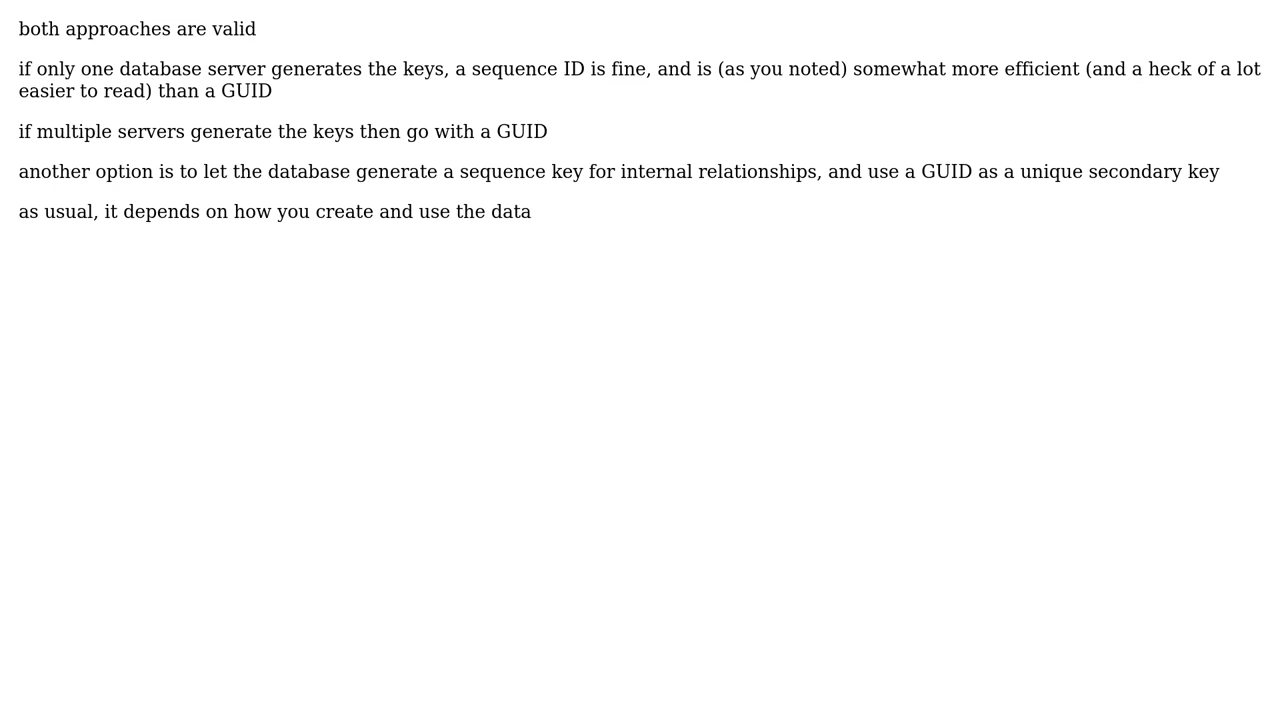 both approaches are valid
if only one database server generates the keys, a sequence ID is fine, and is (as you noted) somewhat more efficient (and a heck of a lot
easier to read) than a GUID
if multiple servers generate the keys then go with a GUID
another option is to let the database generate a sequence key for internal relationships, and use a GUID as a unique secondary key
as usual, it depends on how you create and use the data